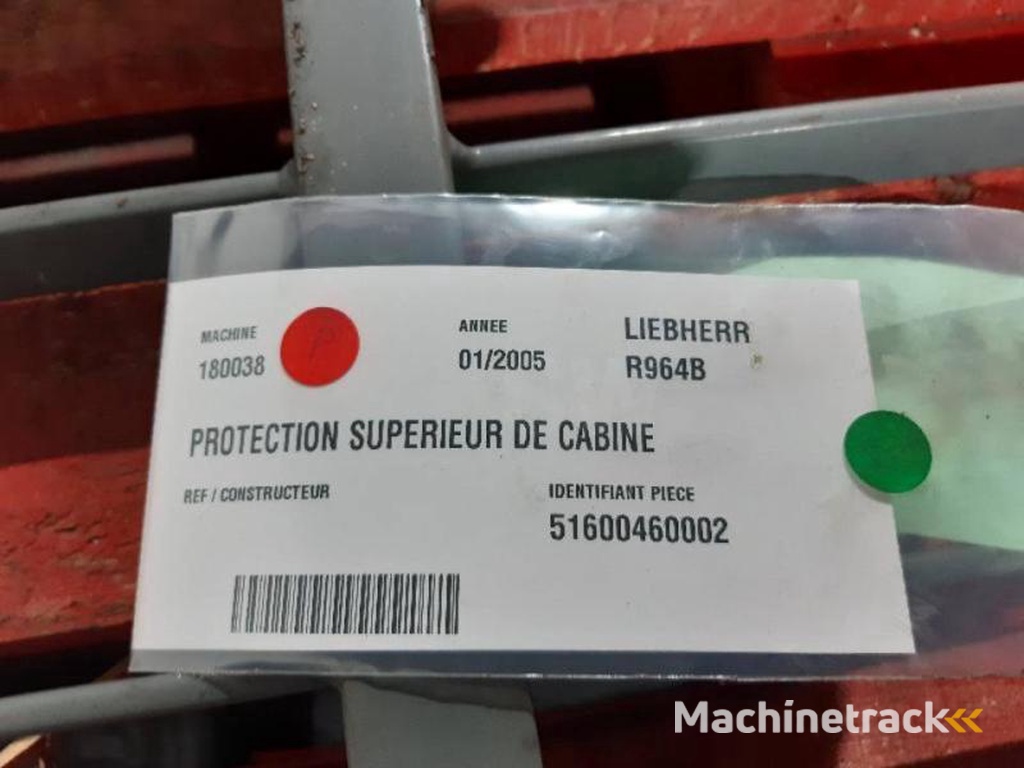 MACHINE
180038
P
ANNEE
01/2005
LIEBHERR
R964B
PROTECTION SUPERIEUR DE CABINE
REF / CONSTRUCTEUR
IDENTIFIANT PIECE
51600460002
Machinetrack